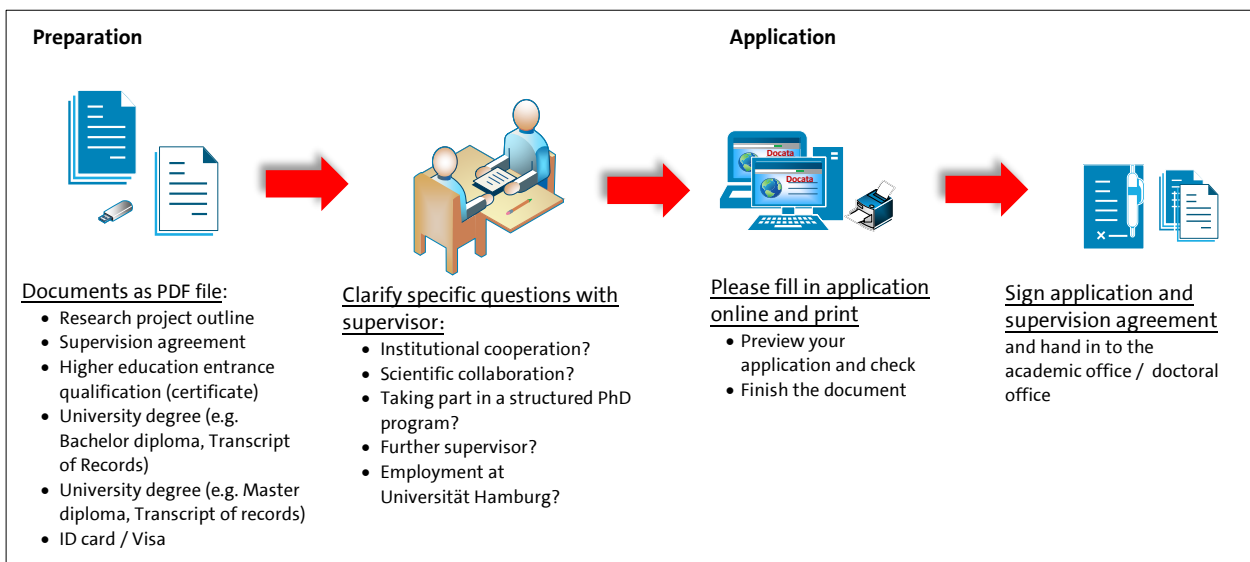 Preparation
Application
Docata
Docata
Documents as PDF file:
• Research project outline
• Supervision agreement
• Higher education entrance
qualification (certificate)
• University degree (e.g.
Bachelor diploma, Transcript
of Records)
• University degree (e.g. Master
diploma, Transcript of records)
• ID card / Visa
Clarify specific questions with
supervisor:
• Institutional cooperation?
• Scientific collaboration?
• Taking part in a structured PhD
program?
• Further supervisor?
• Employment at
Universität Hamburg?
Please fill in application
online and print
• Preview your
application and check
• Finish the document
Sign application and
supervision agreement
and hand in to the
academic office / doctoral
office